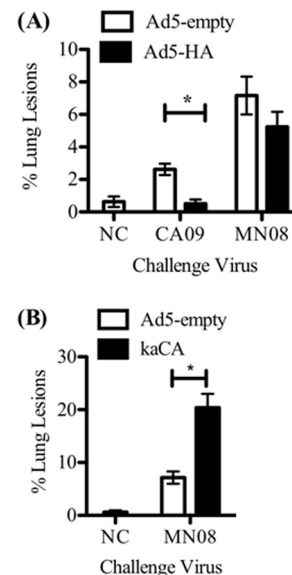 (A)
Ad5-empty
Ad5-HA
% Lung Lesions
10
8
6
4
2
0
*
NC CA09 MN08
Challenge Virus
(B)
Ad5-empty
kaCA
% Lung Lesions
30
20
10
0
*
NC MN08
Challenge Virus